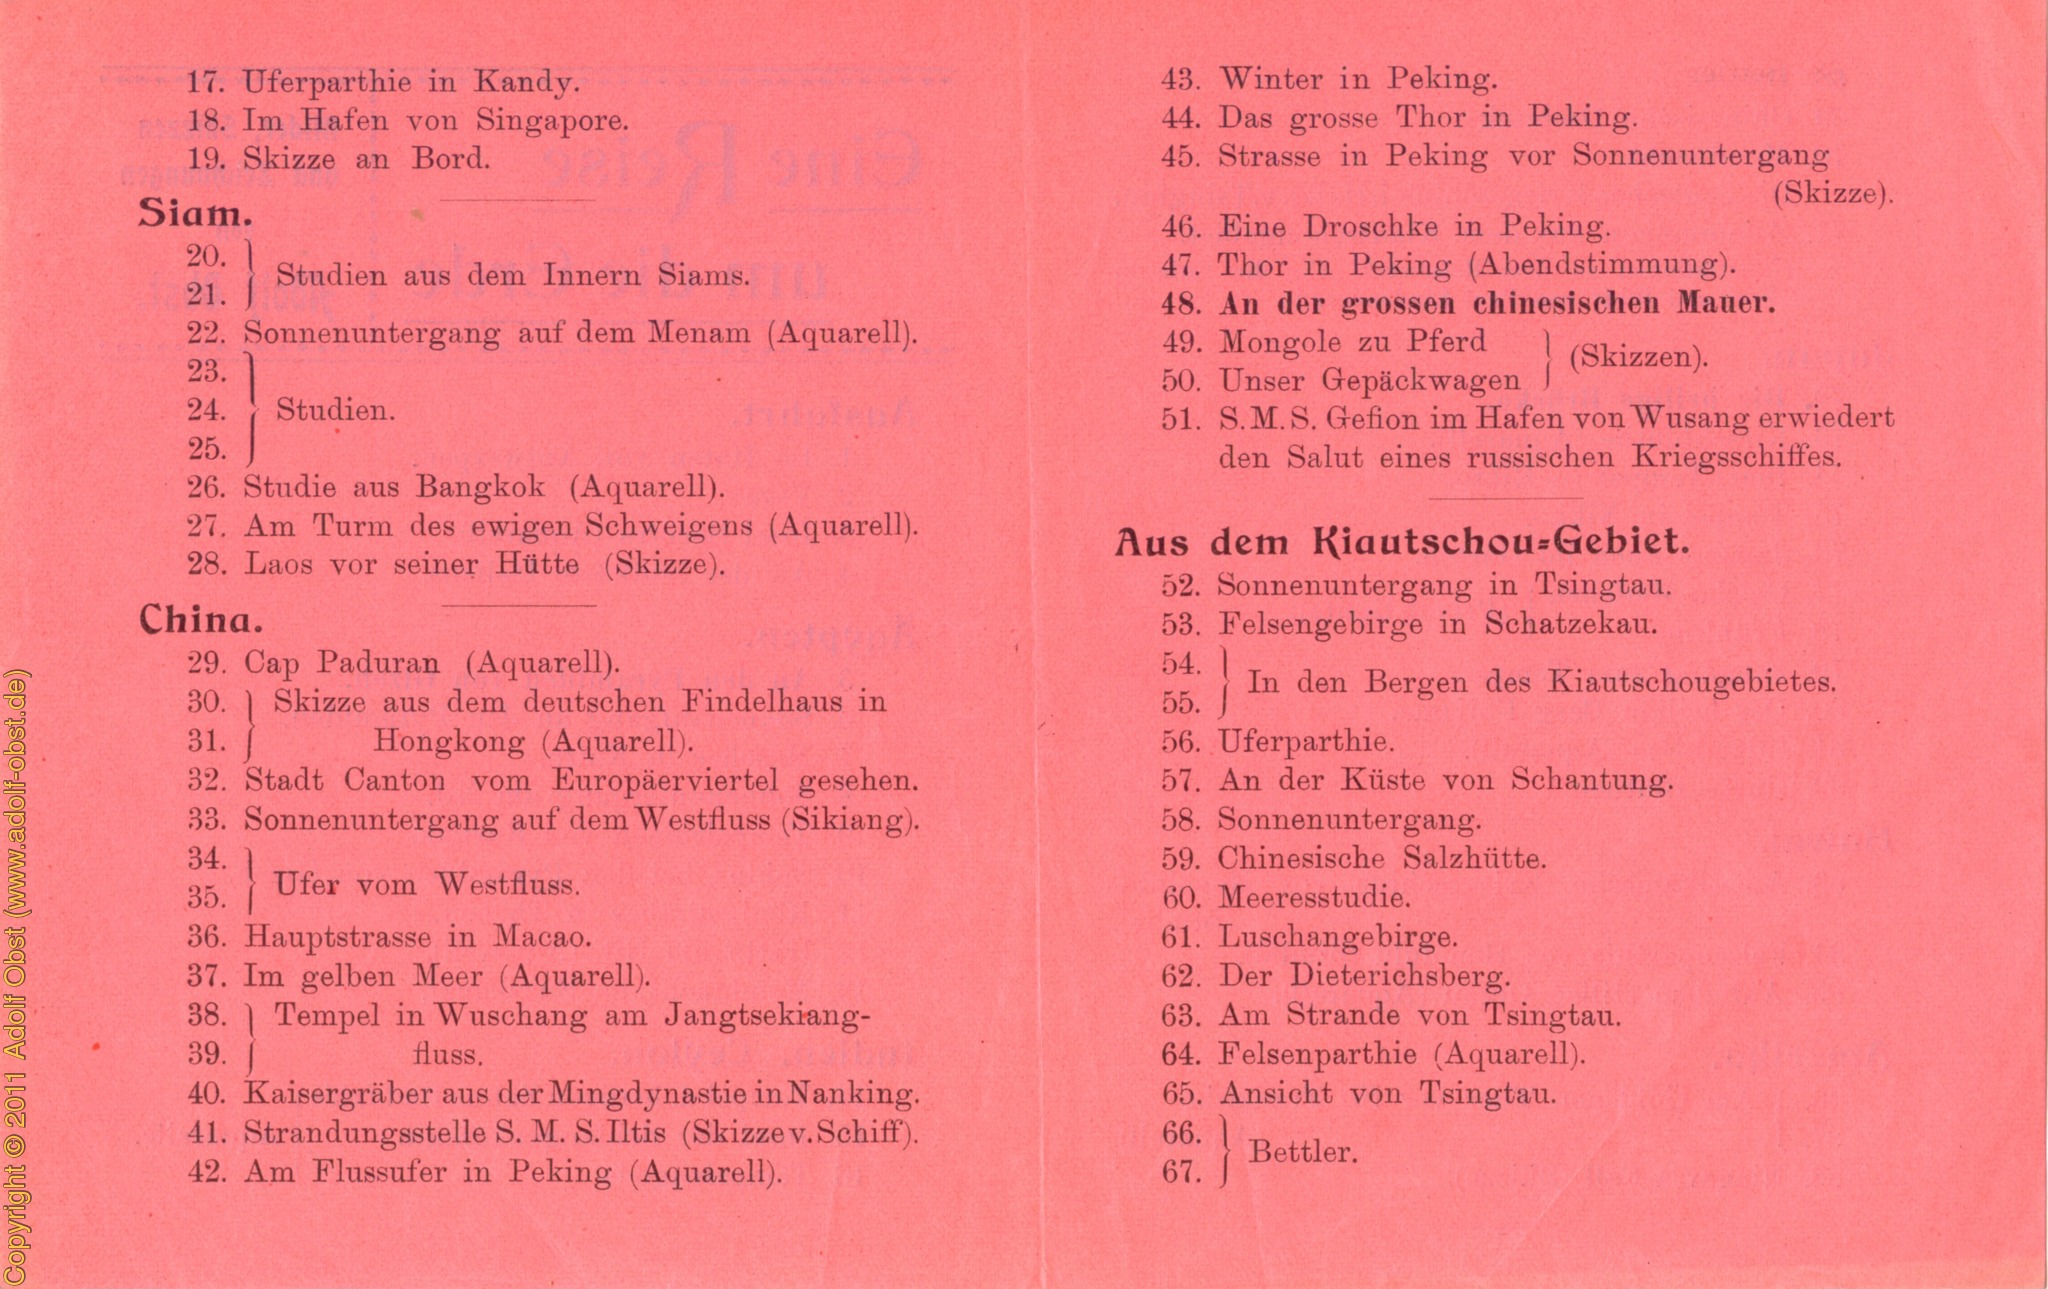 17. Uferparthie in Kandy.
18. Im Hafen von Singapore.
19. Skizze an Bord.
Siam.
20.
21.
Studien aus dem Innern Siams.
22. Sonnenuntergang auf dem Menam (Aquarell).
23.
24.
25.
Studien.
26. Studie aus Bangkok (Aquarell).
27. Am Turm des ewigen Schweigens (Aquarell).
28. Laos vor seiner Hütte (Skizze).
China.
29. Cap Paduran (Aquarell).
30. Skizze aus dem deutschen Findelhaus in
31. Hongkong (Aquarell).
32. Stadt Canton vom Europäerviertel gesehen.
33. Sonnenuntergang auf dem Westfluss (Sikiang).
34.
35.
Ufer vom Westfluss.
36. Hauptstrasse in Macao.
37. Im gelben Meer (Aquarell).
38. Tempel in Wuschang am Jangtsekiang-
39. fluss.
40. Kaisergräber aus der Mingdynastie in Nanking.
41. Strandungsstelle S. M. S. Iltis (Skizze v. Schiff).
42. Am Flussufer in Peking (Aquarell).
43. Winter in Peking.
44. Das grosse Thor in Peking.
45. Strasse in Peking vor Sonnenuntergang
(Skizze).
46. Eine Droschke in Peking.
47. Thor in Peking (Abendstimmung).
48. An der grossen chinesischen Mauer.
49. Mongole zu Pferd
50. Unser Gepäckwagen
(Skizzen).
51. S. M. S. Gefion im Hafen von Wusang erwiedert
den Salut eines russischen Kriegsschiffes.
Aus dem Kiautschou-Gebiet.
52. Sonnenuntergang in Tsingtau.
53. Felsengebirge in Schatzekau.
54.
55.
In den Bergen des Kiautschougebietes.
56. Uferparthie.
57. An der Küste von Schantung.
58. Sonnenuntergang.
59. Chinesische Salzhütte.
60. Meeresstudie.
61. Luschangebirge.
62. Der Dieterichsberg.
63. Am Strande von Tsingtau.
64. Felsenparthie (Aquarell).
65. Ansicht von Tsingtau.
66.
67.
Bettler.
Copyright © 2011 Adolf Obst (www.adolf-obst.de)